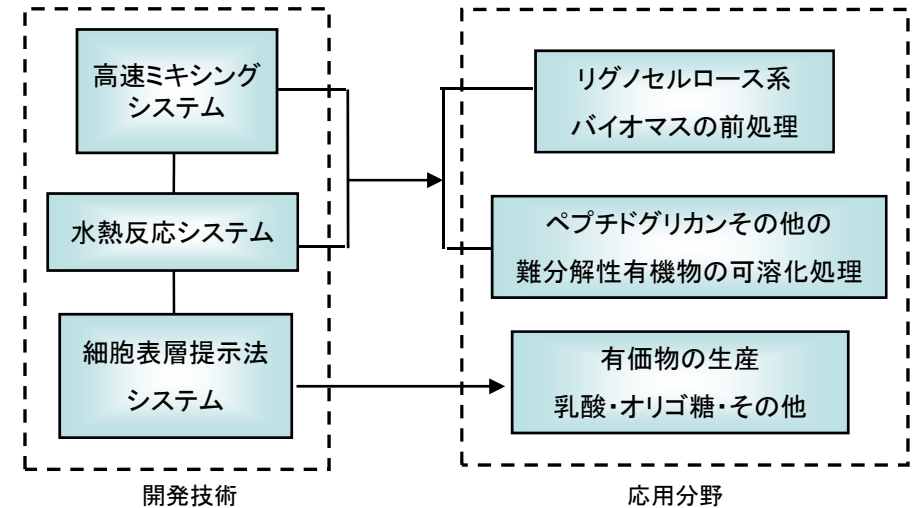 高速ミキシング
システム
水熱反応システム
細胞表層提示法
システム
開発技術
リグノセルロース系
バイオマスの前処理
ペプチドグリカンその他の
難分解性有機物の可溶化処理
有価物の生産
乳酸・オリゴ糖・その他
応用分野